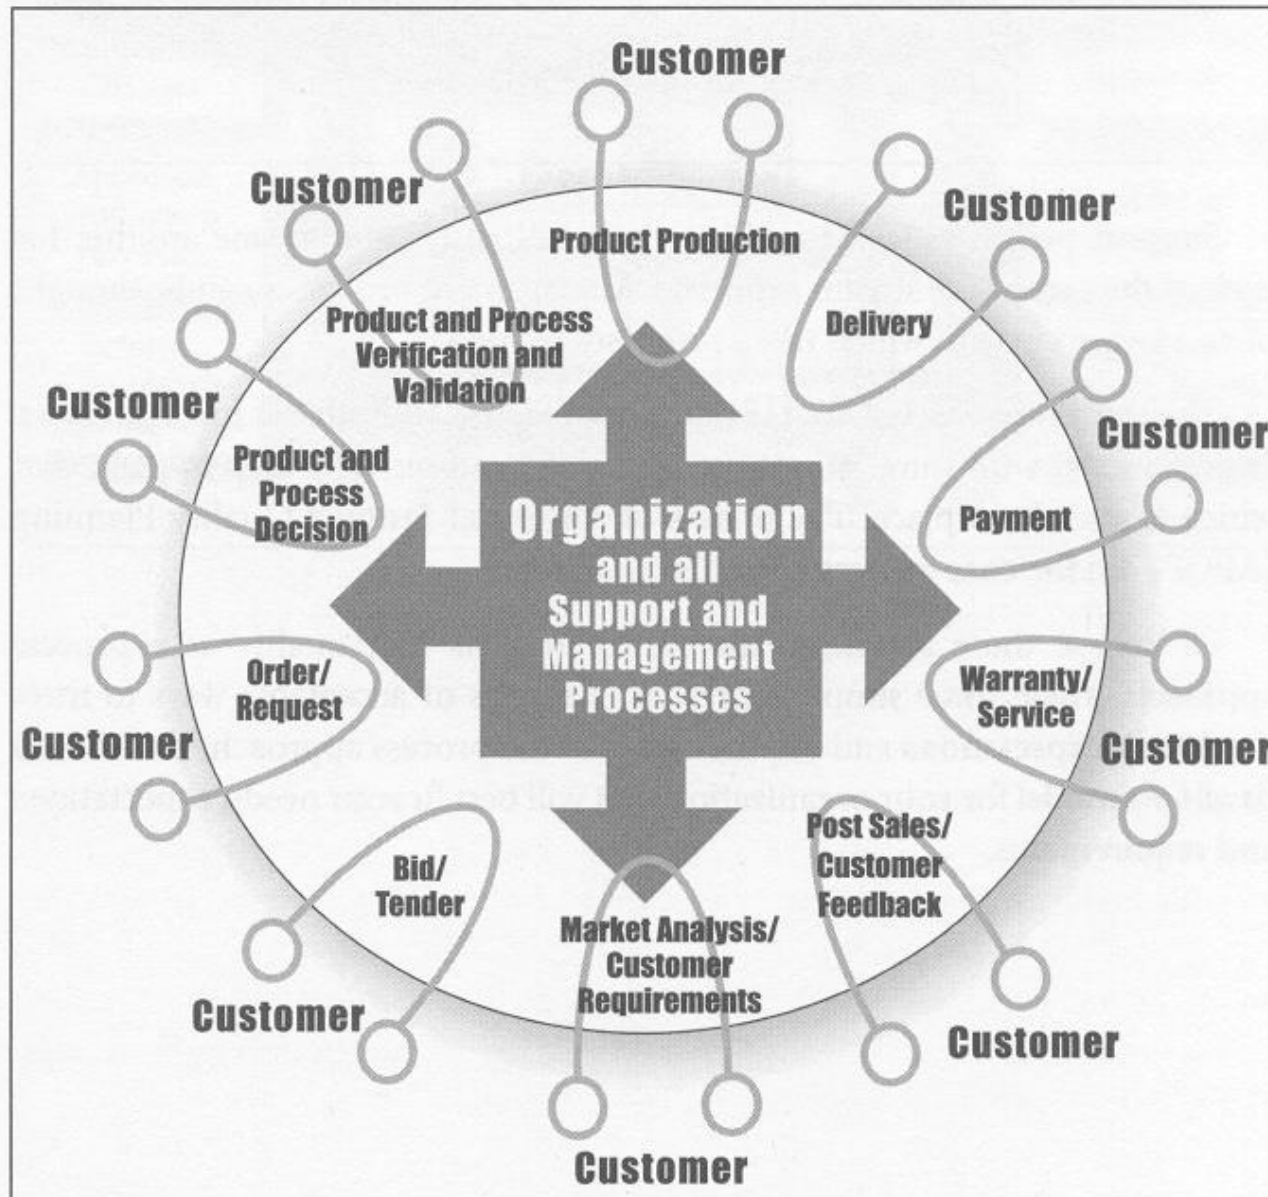 Customer
Customer
Customer
Product Production
Product and Process
Verification and
Validation
Delivery
Customer
Customer
Product and
Process
Decision
Payment
Organization
and all
Support and
Management
Processes
Order/
Request
Warranty/
Service
Customer
Customer
Bid/
Tender
Post Sales/
Customer
Feedback
Market Analysis/
Customer
Requirements
Customer
Customer
Customer